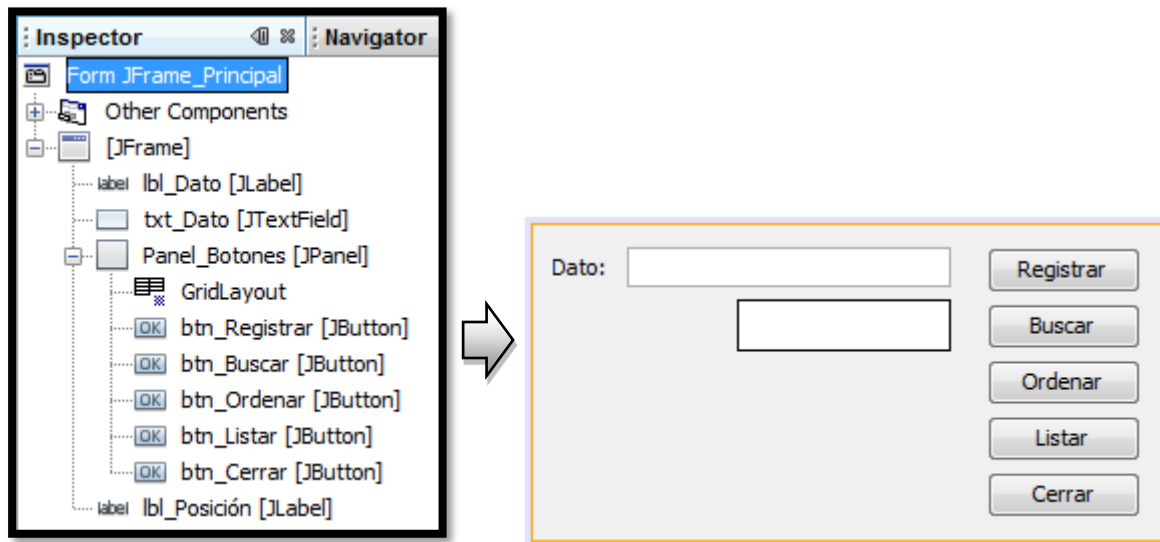 Inspector
Navigator
Form JFrame_Principal
Other Components
[JFrame]
label lbl_Dato [JLabel]
txt_Dato [JTextField]
Panel_Botones [JPanel]
GridLayout
OK btn_Registrar [JButton]
OK btn_Buscar [JButton]
OK btn_Ordenar [JButton]
OK btn_Listar [JButton]
OK btn_Cerrar [JButton]
label lbl_Posición [JLabel]
Dato:
Registrar
Buscar
Ordenar
Listar
Cerrar